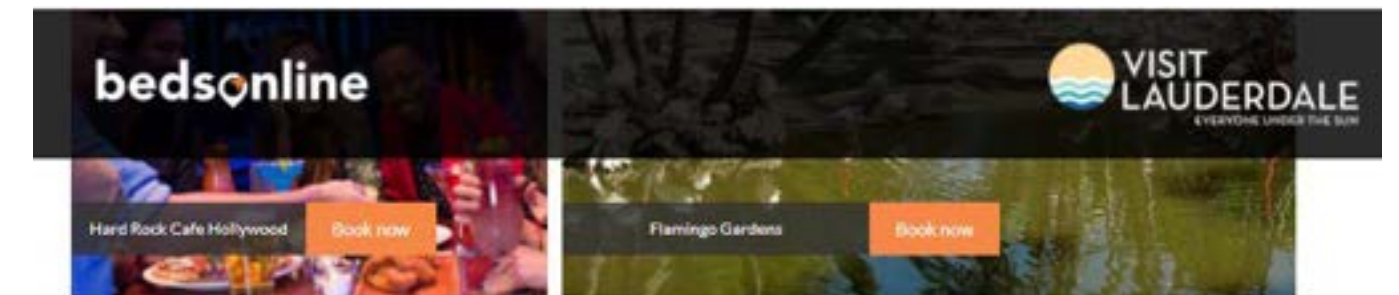 bedsonline
VISIT
LAUDERDALE
EVERYONE UNDER THE SUN
Hard Rock Cafe Hollywood
Book now
Flamingo Gardens
Book now